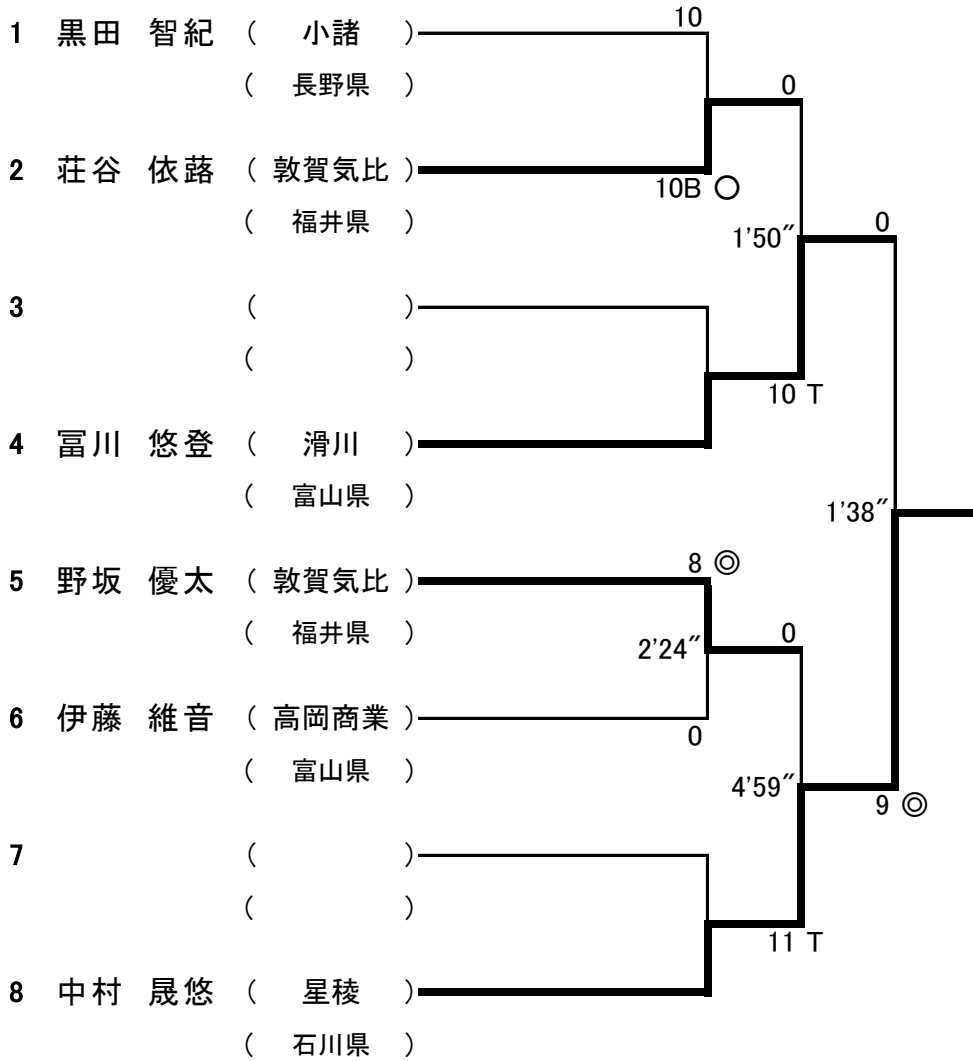 1 黒田 智紀 ( 小諸 ) 10
( 長野県 ) 0
2 荘谷 依蕗 ( 敦賀気比 ) 10B ○
( 福井県 ) 1'50″ 0
3 ( )
( ) 10 T
4 冨川 悠登 ( 滑川 )
( 富山県 ) 1'38″
5 野坂 優太 ( 敦賀気比 ) 8 ◎
( 福井県 ) 2'24″ 0
6 伊藤 維音 ( 高岡商業 ) 0
( 富山県 ) 4'59″ 9 ◎
7 ( )
( ) 11 T
8 中村 晟悠 ( 星稜 )
( 石川県 )